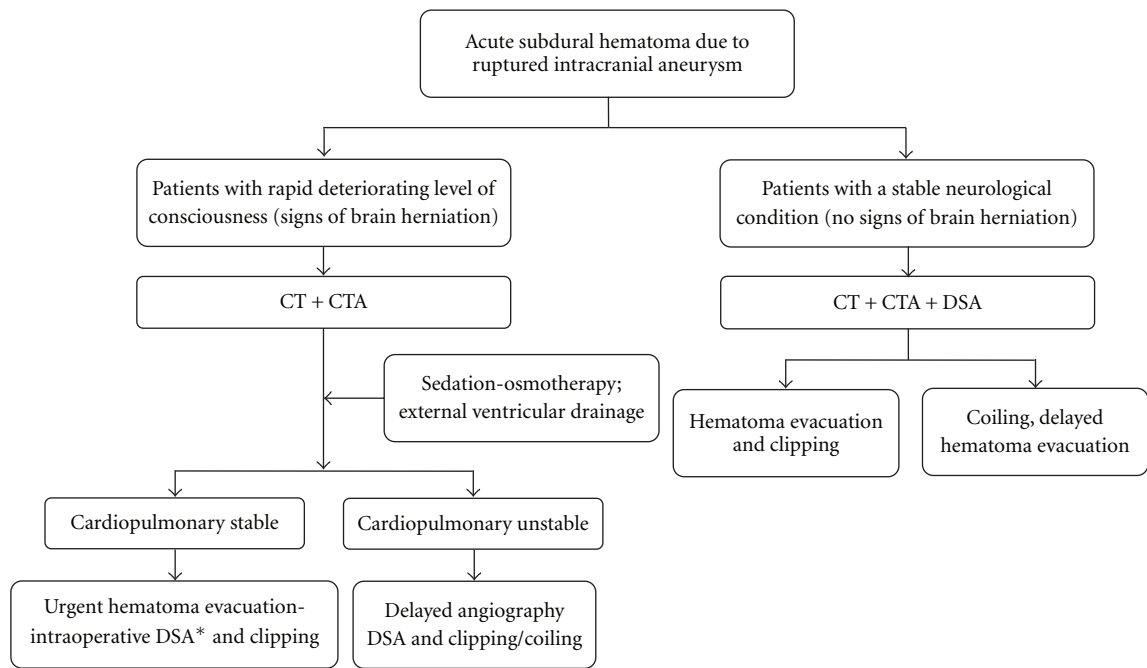 Acute subdural hematoma due to
ruptured intracranial aneurysm
Patients with rapid deteriorating level of
consciousness (signs of brain herniation)
Patients with a stable neurological
condition (no signs of brain herniation)
CT + CTA
CT + CTA + DSA
Sedation-osmotherapy;
external ventricular drainage
Hematoma evacuation
and clipping
Coiling, delayed
hematoma evacuation
Cardiopulmonary stable
Cardiopulmonary unstable
Urgent hematoma evacuation-
intraoperative DSA* and clipping
Delayed angiography
DSA and clipping/coiling